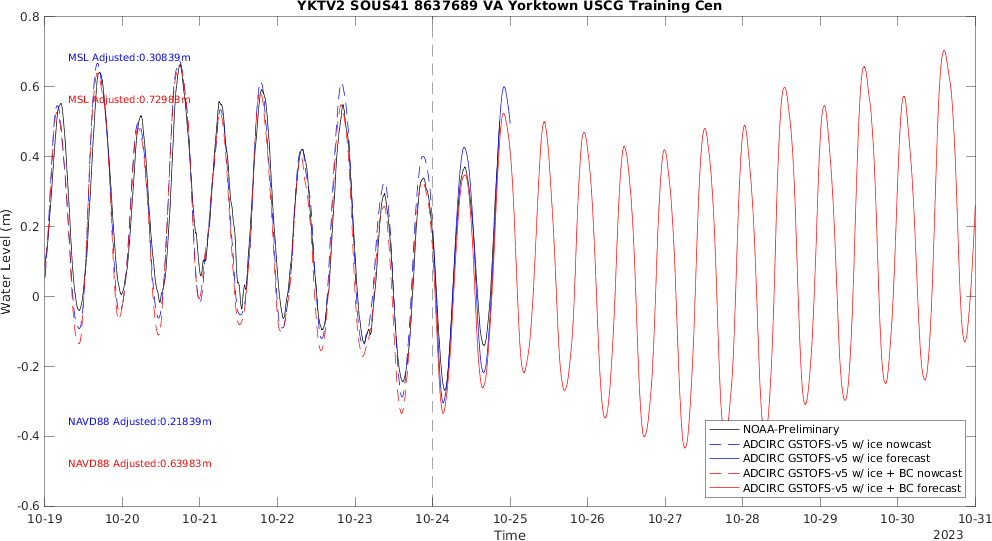 YKTV2 SOUS41 8637689 VA Yorktown USCG Training Cen
Water Level (m)
0.8
0.6
0.4
0.2
0
-0.2
-0.4
-0.6
MSL Adjusted:0.30839m
MSL Adjusted:0.72983m
NAVD88 Adjusted:0.21839m
NAVD88 Adjusted:0.63983m
NOAA-Preliminary
ADCIRC GSTOFS-v5 w/ ice nowcast
ADCIRC GSTOFS-v5 w/ ice forecast
ADCIRC GSTOFS-v5 w/ ice + BC nowcast
ADCIRC GSTOFS-v5 w/ ice + BC forecast
10-19 10-20 10-21 10-22 10-23 10-24 10-25 10-26 10-27 10-28 10-29 10-30 10-31
Time
2023